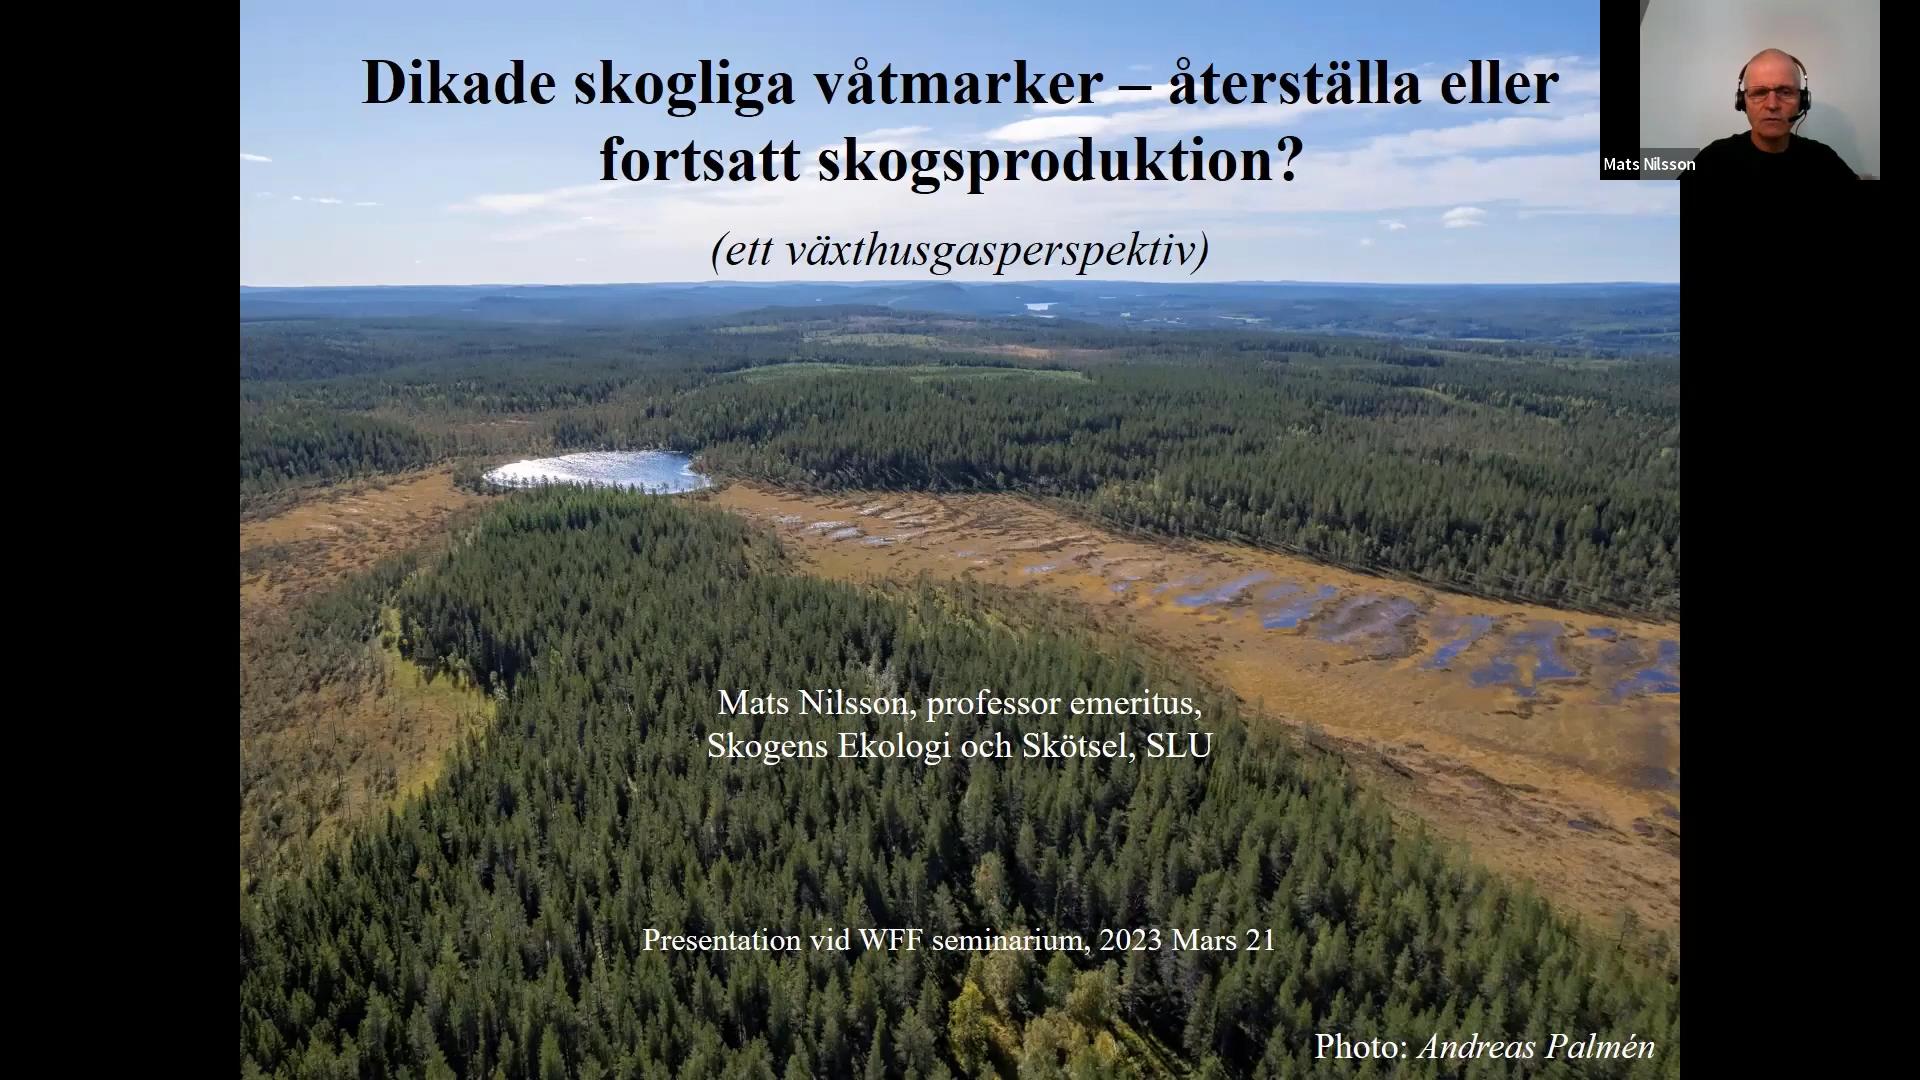 Dikade skogliga våtmarker – återställa eller
fortsatt skogsproduktion?
(ett växthusgasperspektiv)
Mats Nilsson
Mats Nilsson, professor emeritus,
Skogens Ekologi och Skötsel, SLU
Presentation vid WFF seminarium, 2023 Mars 21
Photo: Andreas Palmén